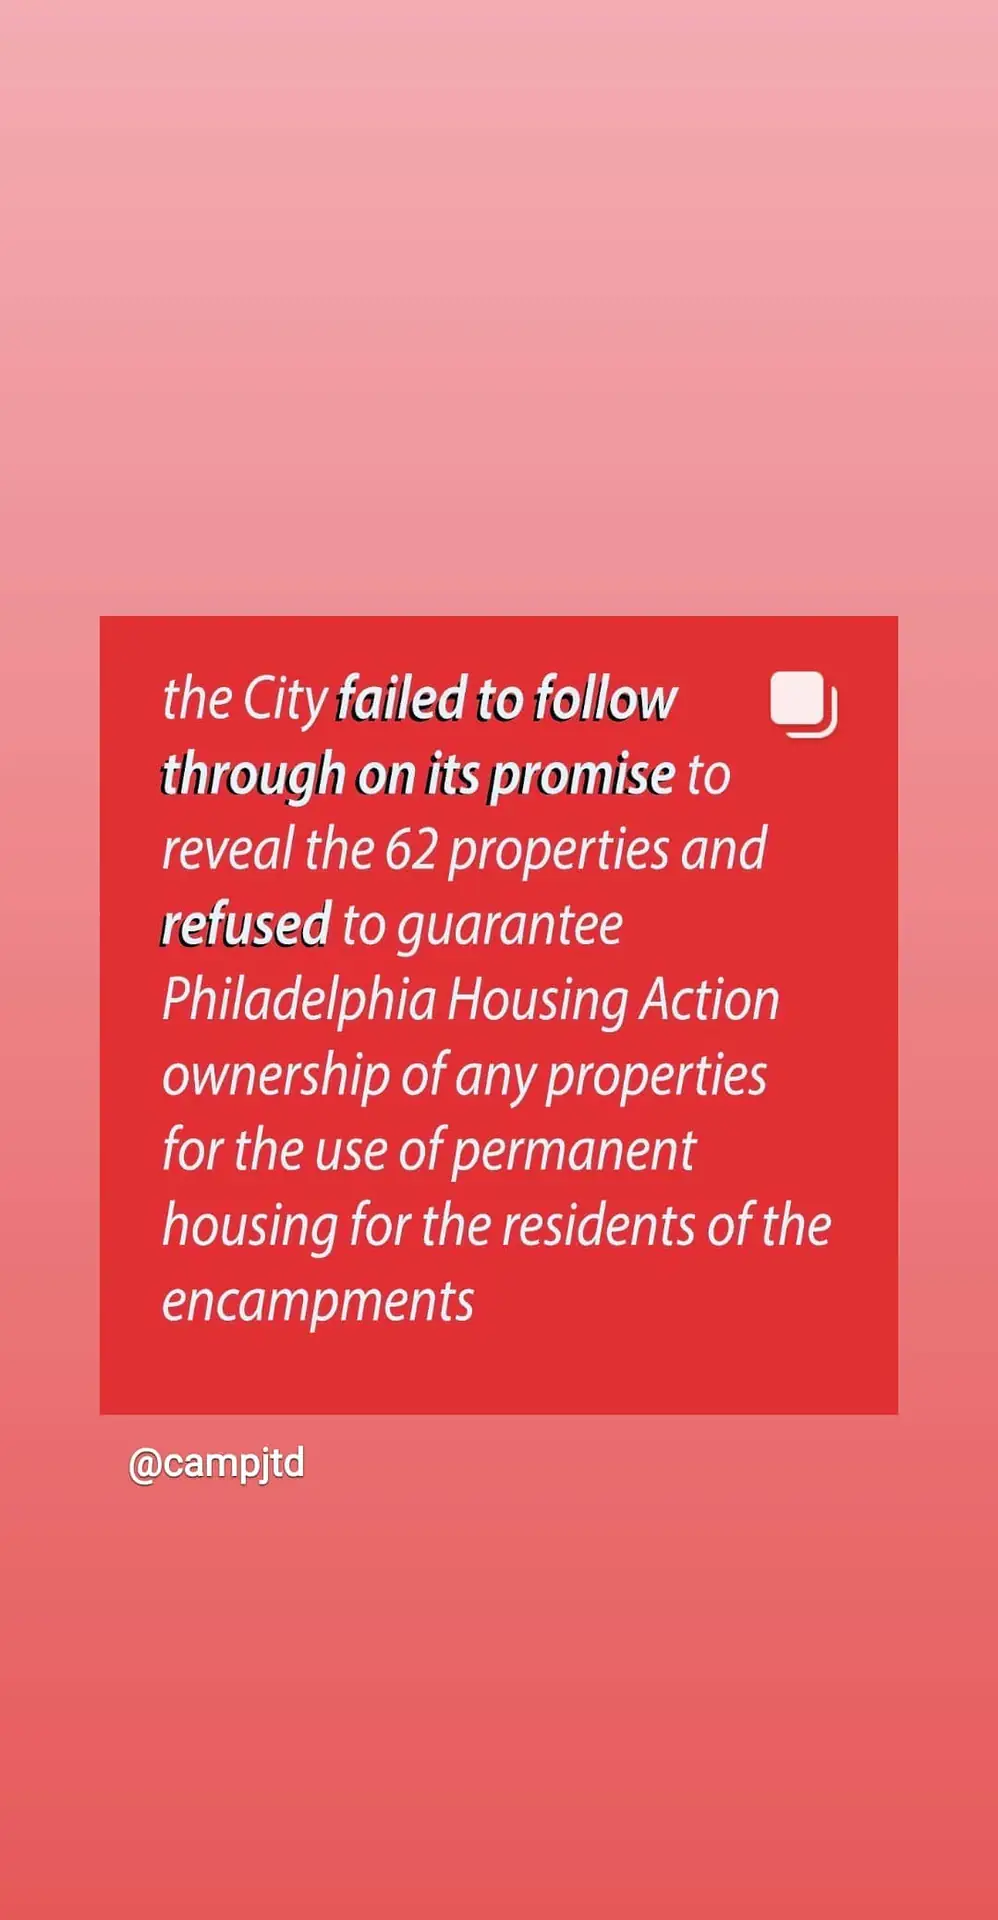 the City failed to follow
through on its promise to
reveal the 62 properties and
refused to guarantee
Philadelphia Housing Action
ownership of any properties
for the use of permanent
housing for the residents of the
encampments
@campjtd